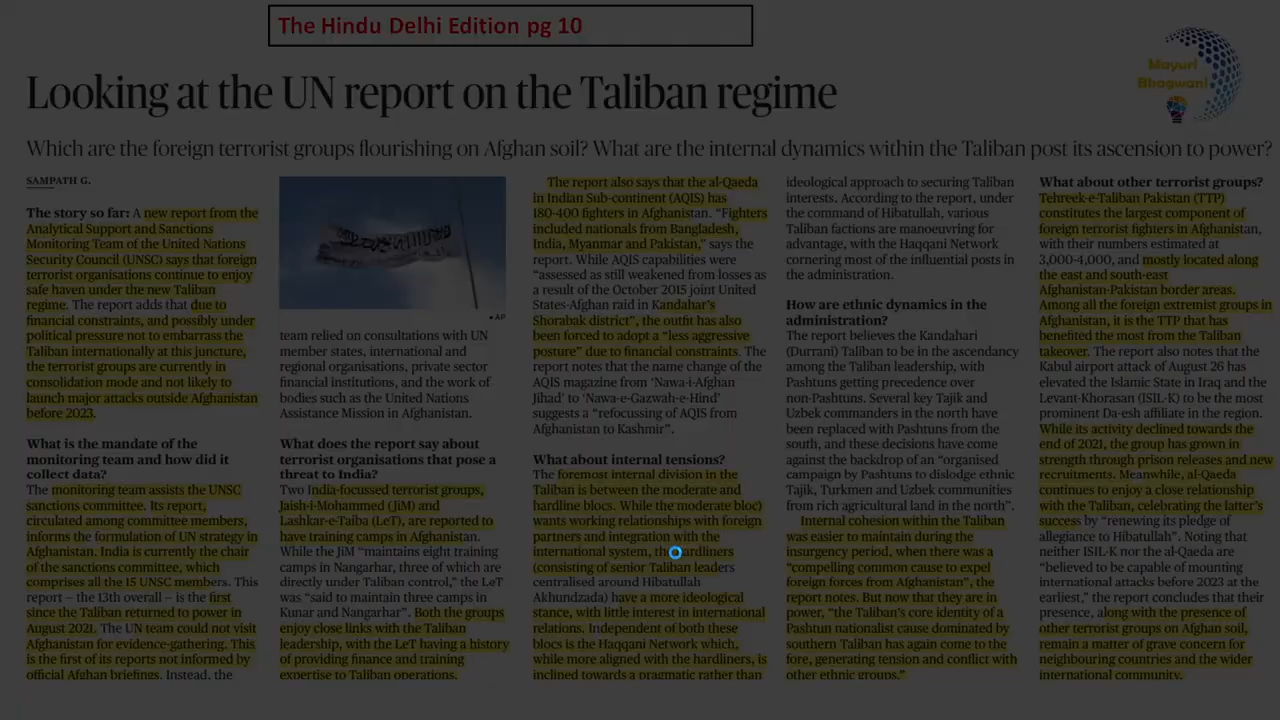 The Hindu Delhi Edition pg 10
Mayuri
Bhagwani
Looking at the UN report on the Taliban regime
Which are the foreign terrorist groups flourishing on Afghan soil? What are the internal dynamics within the Taliban post its ascension to power?
SAMPATH G.
The story so far: A new report from the
Analytical Support and Sanctions
Monitoring Team of the United Nations
Security Council (UNSC) says that foreign
terrorist organisations continue to enjoy
safe haven under the new Taliban
regime. The report adds that due to
financial constraints, and possibly under
political pressure not to embarrass the
Taliban internationally at this juncture,
the terrorist groups are currently in
consolidation mode and not likely to
launch major attacks outside Afghanistan
before 2023.
What is the mandate of the
monitoring team and how did it
collect data?
The monitoring team assists the UNSC
sanctions committee. Its report,
circulated among committee members,
informs the formulation of UN strategy in
Afghanistan. India is currently the chair
of the sanctions committee, which
comprises all the 15 UNSC members. This
report – the 13th overall – is the first
since the Taliban returned to power in
August 2021. The UN team could not visit
Afghanistan for evidence-gathering. This
is the first of its reports not informed by
official Afghan briefings. Instead, the
• AP
team relied on consultations with UN
member states, international and
regional organisations, private sector
financial institutions, and the work of
bodies such as the United Nations
Assistance Mission in Afghanistan.
What does the report say about
terrorist organisations that pose a
threat to India?
Two India-focussed terrorist groups,
Jaish-i-Mohammed (JiM) and
Lashkar-e-Taiba (LeT), are reported to
have training camps in Afghanistan.
While the JiM “maintains eight training
camps in Nangarhar, three of which are
directly under Taliban control,” the LeT
was “said to maintain three camps in
Kunar and Nangarhar”. Both the groups
enjoy close links with the Taliban
leadership, with the LeT having a history
of providing finance and training
expertise to Taliban operations.
The report also says that the al-Qaeda
in Indian Sub-continent (AQIS) has
180-400 fighters in Afghanistan. “Fighters
included nationals from Bangladesh,
India, Myanmar and Pakistan,” says the
report. While AQIS capabilities were
“assessed as still weakened from losses as
a result of the October 2015 joint United
States-Afghan raid in Kandahar’s
Shorabak district”, the outfit has also
been forced to adopt a “less aggressive
posture” due to financial constraints. The
report notes that the name change of the
AQIS magazine from ‘Nawa-i-Afghan
Jihad’ to ‘Nawa-e-Gazwah-e-Hind’
suggests a “refocussing of AQIS from
Afghanistan to Kashmir”.
What about internal tensions?
The foremost internal division in the
Taliban is between the moderate and
hardline blocs. While the moderate bloc)
wants working relationships with foreign
partners and integration with the
international system, the hardliners
(consisting of senior Taliban leaders
centralised around Hibatullah
Akhundzada) have a more ideological
stance, with little interest in international
relations. Independent of both these
blocs is the Haqqani Network which,
while more aligned with the hardliners, is
inclined towards a pragmatic rather than
ideological approach to securing Taliban
interests. According to the report, under
the command of Hibatullah, various
Taliban factions are manoeuvring for
advantage, with the Haqqani Network
cornering most of the influential posts in
the administration.
How are ethnic dynamics in the
administration?
The report believes the Kandahari
(Durrani) Taliban to be in the ascendancy
among the Taliban leadership, with
Pashtuns getting precedence over
non-Pashtuns. Several key Tajik and
Uzbek commanders in the north have
been replaced with Pashtuns from the
south, and these decisions have come
against the backdrop of an “organised
campaign by Pashtuns to dislodge ethnic
Tajik, Turkmen and Uzbek communities
from rich agricultural land in the north”.
Internal cohesion within the Taliban
was easier to maintain during the
insurgency period, when there was a
“compelling common cause to expel
foreign forces from Afghanistan”, the
report notes. But now that they are in
power, “the Taliban’s core identity of a
Pashtun nationalist cause dominated by
southern Taliban has again come to the
fore, generating tension and conflict with
other ethnic groups.”
What about other terrorist groups?
Tehreek-e-Taliban Pakistan (TTP)
constitutes the largest component of
foreign terrorist fighters in Afghanistan,
with their numbers estimated at
3,000-4,000, and mostly located along
the east and south-east
Afghanistan-Pakistan border areas.
Among all the foreign extremist groups in
Afghanistan, it is the TTP that has
benefited the most from the Taliban
takeover. The report also notes that the
Kabul airport attack of August 26 has
elevated the Islamic State in Iraq and the
Levant-Khorasan (ISIL-K) to be the most
prominent Da-esh affiliate in the region.
While its activity declined towards the
end of 2021, the group has grown in
strength through prison releases and new
recruitments. Meanwhile, al-Qaeda
continues to enjoy a close relationship
with the Taliban, celebrating the latter’s
success by “renewing its pledge of
allegiance to Hibatullah”. Noting that
neither ISIL-K nor the al-Qaeda are
“believed to be capable of mounting
international attacks before 2023 at the
earliest,” the report concludes that their
presence, along with the presence of
other terrorist groups on Afghan soil,
remain a matter of grave concern for
neighbouring countries and the wider
international community.